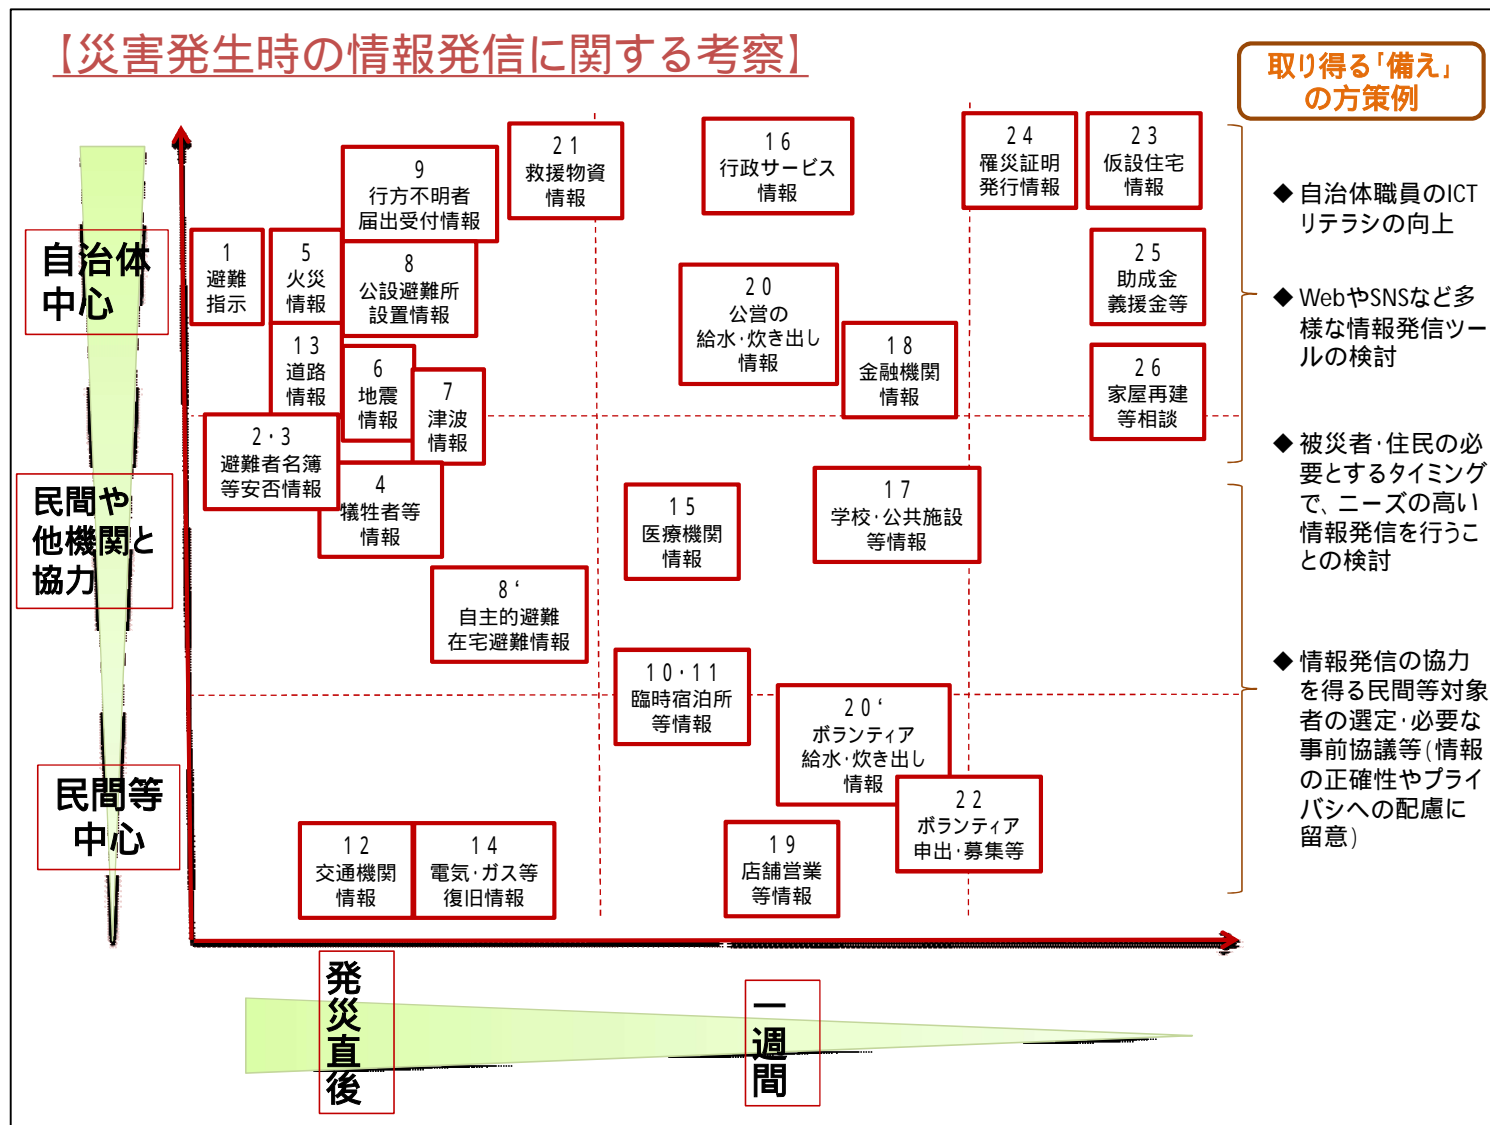 【災害発生時の情報発信に関する考察】
取り得る「備え」
の方策例
自治体
中心
民間や
他機関と
協力
民間等
中心
1
避難
指示
5
火災
情報
9
行方不明者
届出受付情報
8
公設避難所
設置情報
21
救援物資
情報
13
道路
情報
6
地震
情報
7
津波
情報
2・3
避難者名簿
等安否情報
4
犠牲者等
情報
8‘
自主的避難
在宅避難情報
12
交通機関
情報
14
電気・ガス等
復旧情報
16
行政サービス
情報
20
公営の
給水・炊き出し
情報
18
金融機関
情報
15
医療機関
情報
17
学校・公共施設
等情報
10・11
臨時宿泊所
等情報
20‘
ボランティア
給水・炊き出し
情報
22
ボランティア
申出・募集等
19
店舗営業
等情報
24
罹災証明
発行情報
23
仮設住宅
情報
25
助成金
義援金等
26
家屋再建
等相談
◆自治体職員のICT
リテラシの向上
◆WebやSNSなど多
様な情報発信ツー
ルの検討
◆被災者・住民の必
要とするタイミング
で、ニーズの高い
情報発信を行うこ
との検討
◆情報発信の協力
を得る民間等対象
者の選定・必要な
事前協議等(情報
の正確性やプライ
バシへの配慮に
留意)
発災直後
一週間